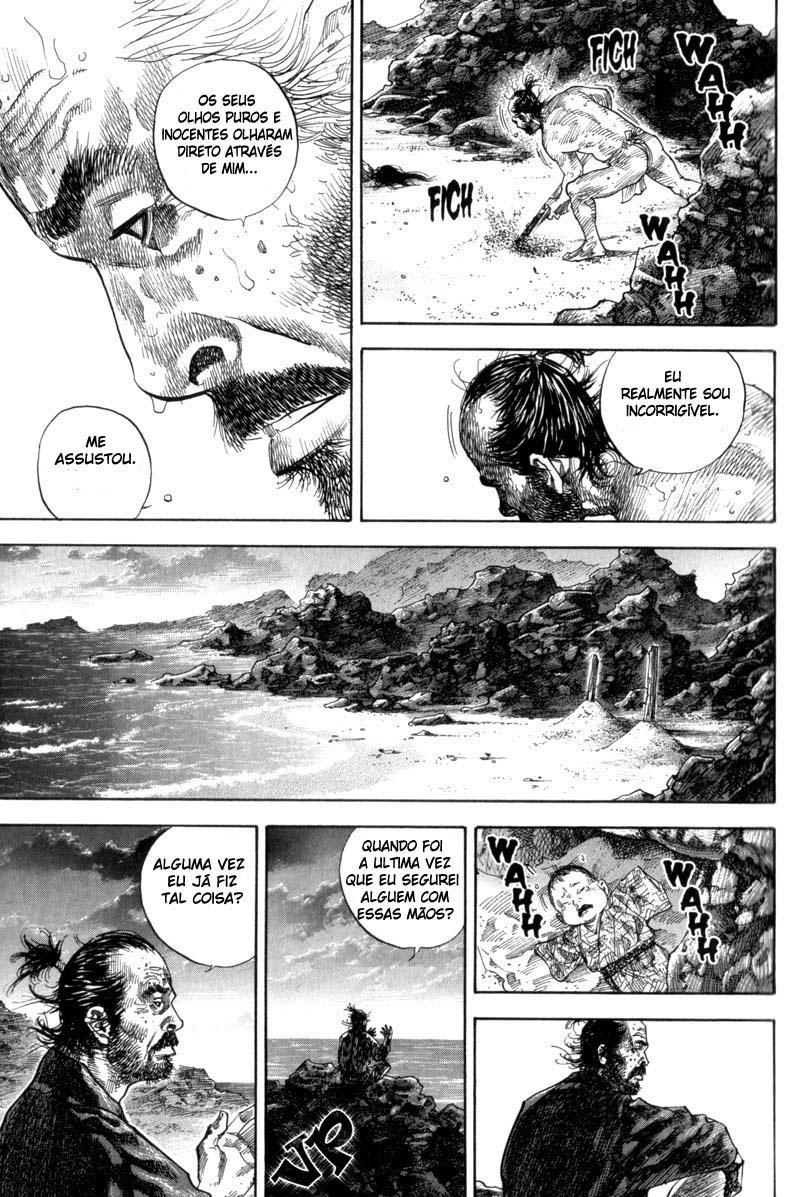 FICH
WAHH
FICH
WAHH
OS SEUS
OLHOS PUROS E
INOCENTES OLHARAM
DIRETO ATRAVÉS
DE MIM...
ME
ASSUSTOU.
EU
REALMENTE SOU
INCORRIGÍVEL.
WAHH
WAHH
QUANDO FOI
A ULTIMA VEZ
QUE EU SEGUREI
ALGUEM COM
ESSAS MÃOS?
VP
ALGUMA VEZ
EU JÁ FIZ
TAL COISA?